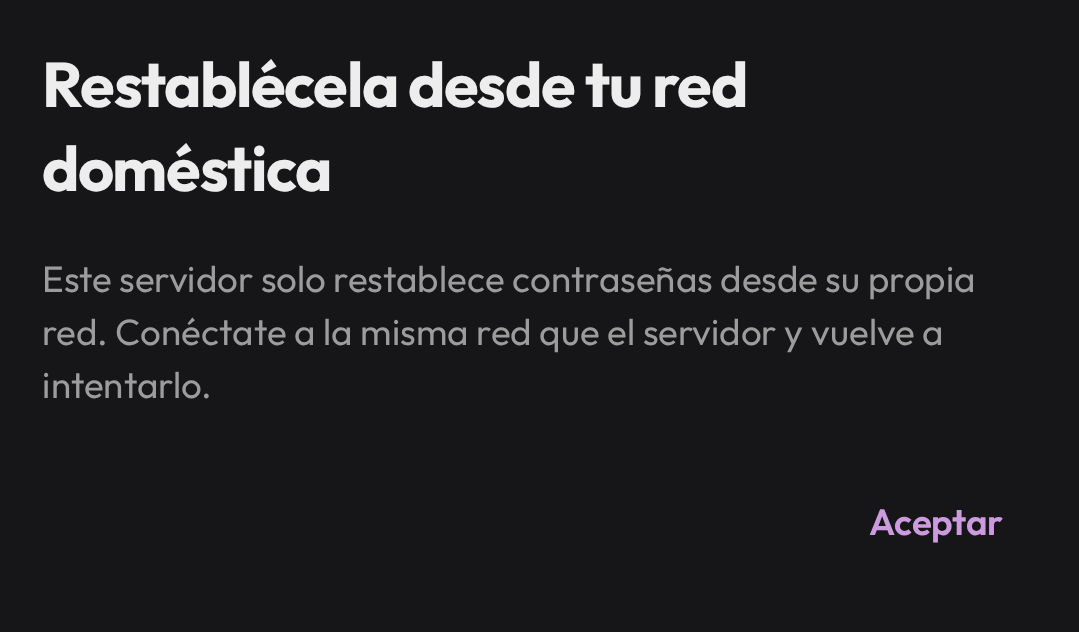 Restablécela desde tu red
doméstica
Este servidor solo restablece contraseñas desde su propia
red. Conéctate a la misma red que el servidor y vuelve a
intentarlo.
Aceptar